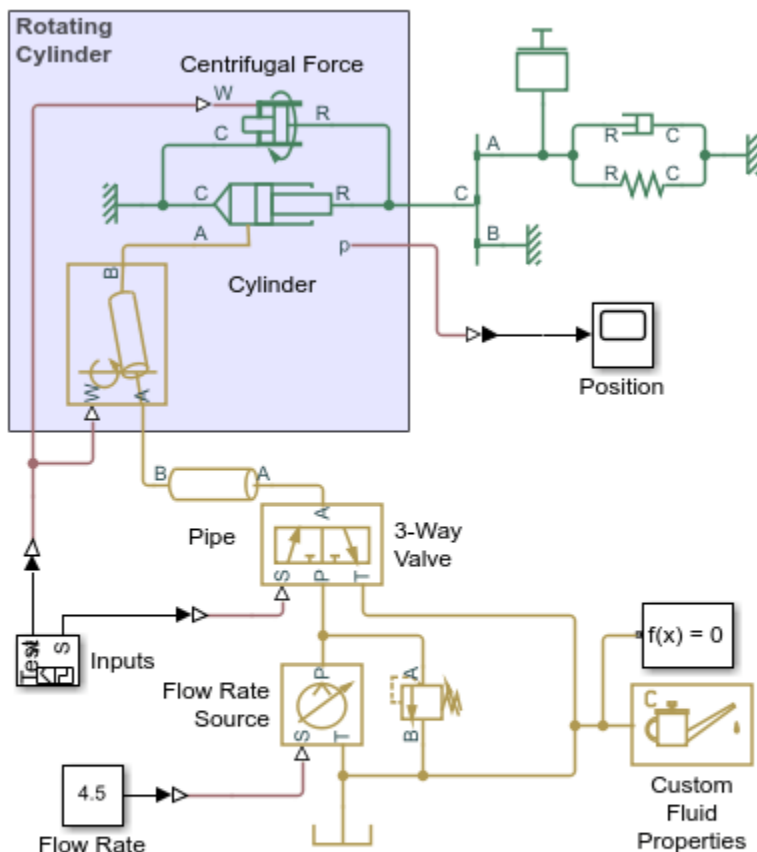 Rotating
Cylinder
Centrifugal Force
W
R
C
A
R
C
C
R
C
R
C
A
B
p
B
Cylinder
W
A
Position
B
A
A
Pipe
3-Way
Valve
S
P
T
S
Inputs
f(x) = 0
Flow Rate
Source
P
A
C
S
T
B
4.5
Custom
Fluid
Properties
Flow Rate